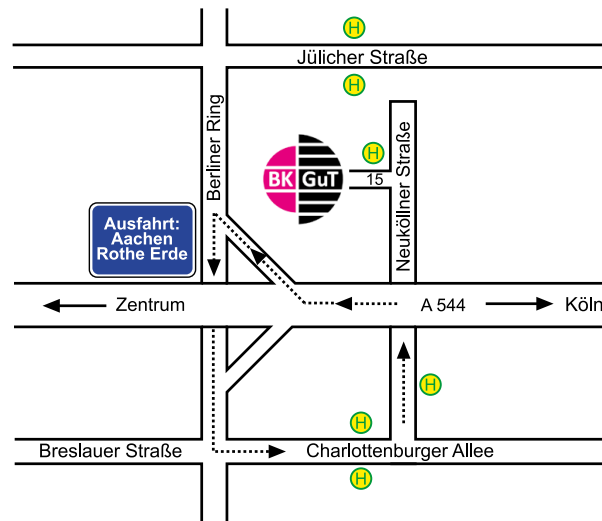 H
Jülicher Straße
H
Berliner Ring
H
BK GuT
15
Neuköllner Straße
Ausfahrt:
Aachen
Rothe Erde
Zentrum
A 544
Köln
H
H
Breslauer Straße
Charlottenburger Allee
H